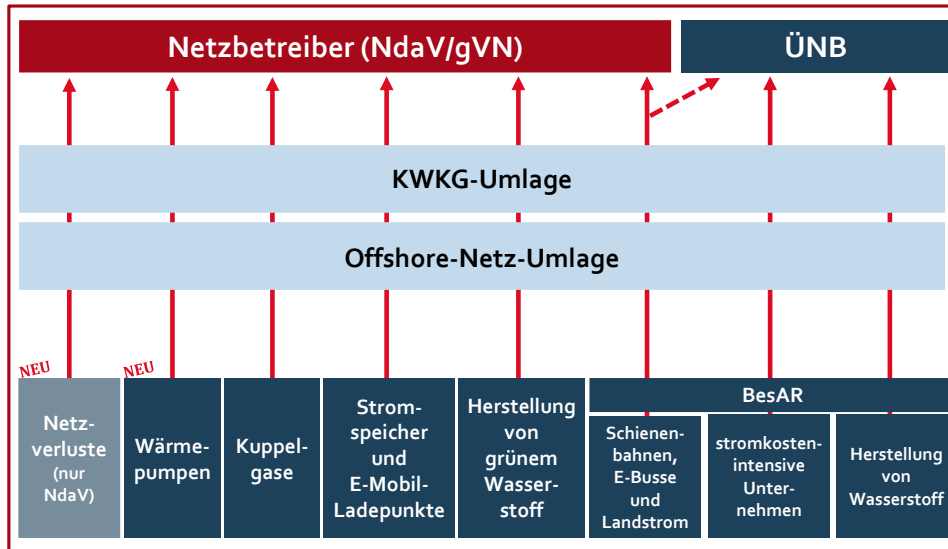 Netzbetreiber (NdaV/gVN)
ÜNB
KWKG-Umlage
Offshore-Netz-Umlage
NEU
Netz-
verluste
(nur
NdaV)
NEU
Wärme-
pumpen
Kuppel-
gase
Strom-
speicher
und
E-Mobil-
Ladepunkte
Herstellung
von
grünem
Wasser-
stoff
BesAR
Schienen-
bahnen,
E-Busse
und
Landstrom
stromkosten-
intensive
Unter-
nehmen
Herstellung
von
Wasserstoff